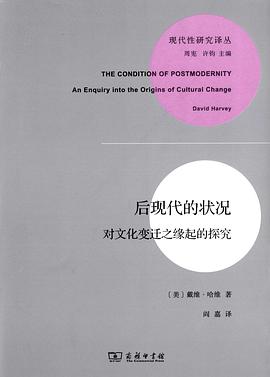 现代性研究译丛
周宪 许钧 主编
THE CONDITION OF POSTMODERNITY
An Enquiry into the Origins of Cultural Change
David Harvey
后现代的状况
对文化变迁之缘起的探究
〔美〕戴维·哈维 著
阎嘉 译
商务印书馆
The Commercial Press